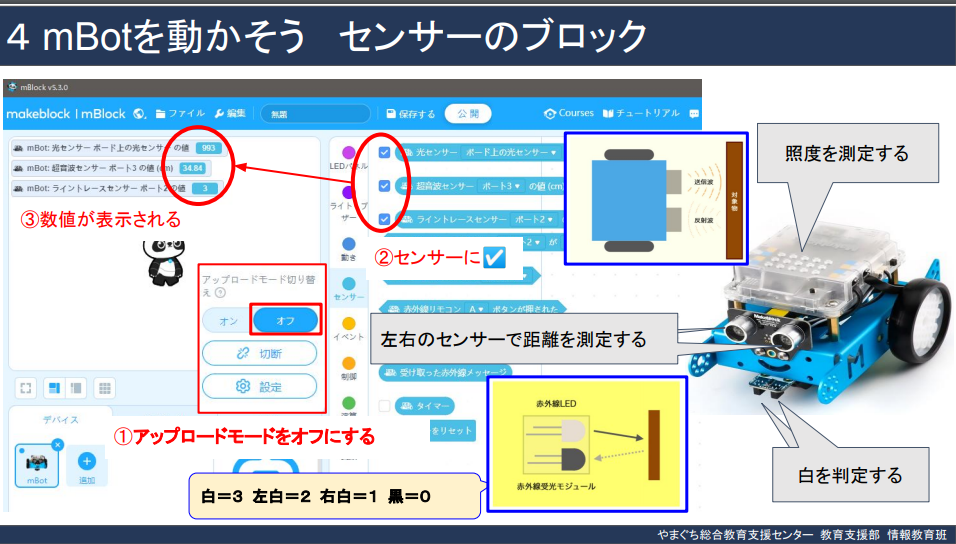 ４ mBotを動かそう　センサーのブロック
mBlock v5.3.0
makeblock | mBlock
ファイル
編集
無題
保存する
公開
Courses
チュートリアル
mBot: 光センサー ボード上の光センサ の値 993
mBot: 超音波センサー ポート3 の値 (cm) 34.84
mBot: ライントレースセンサー ポート2 の値 3
③数値が表示される
LEDパネル
ライト・ブザー
動き
センサー
イベント
制御
演算
光センサー ボード上の光センサー
超音波センサー ポート3 の値 (cm
ライントレースセンサー ポート2
ト2 が
②センサーに☑
赤外線リモコン A ボタンが押された
受け取った赤外線メッセージ
タイマー
をリセット
アップロードモード切り替え
オン
オフ
切断
設定
①アップロードモードをオフにする
デバイス
mBot
追加
白＝３ 左白＝２ 右白＝１ 黒＝０
送信波
反射波
対象物
照度を測定する
左右のセンサーで距離を測定する
赤外線LED
赤外線受光モジュール
白を判定する
やまぐち総合教育支援センター 教育支援部 情報教育班